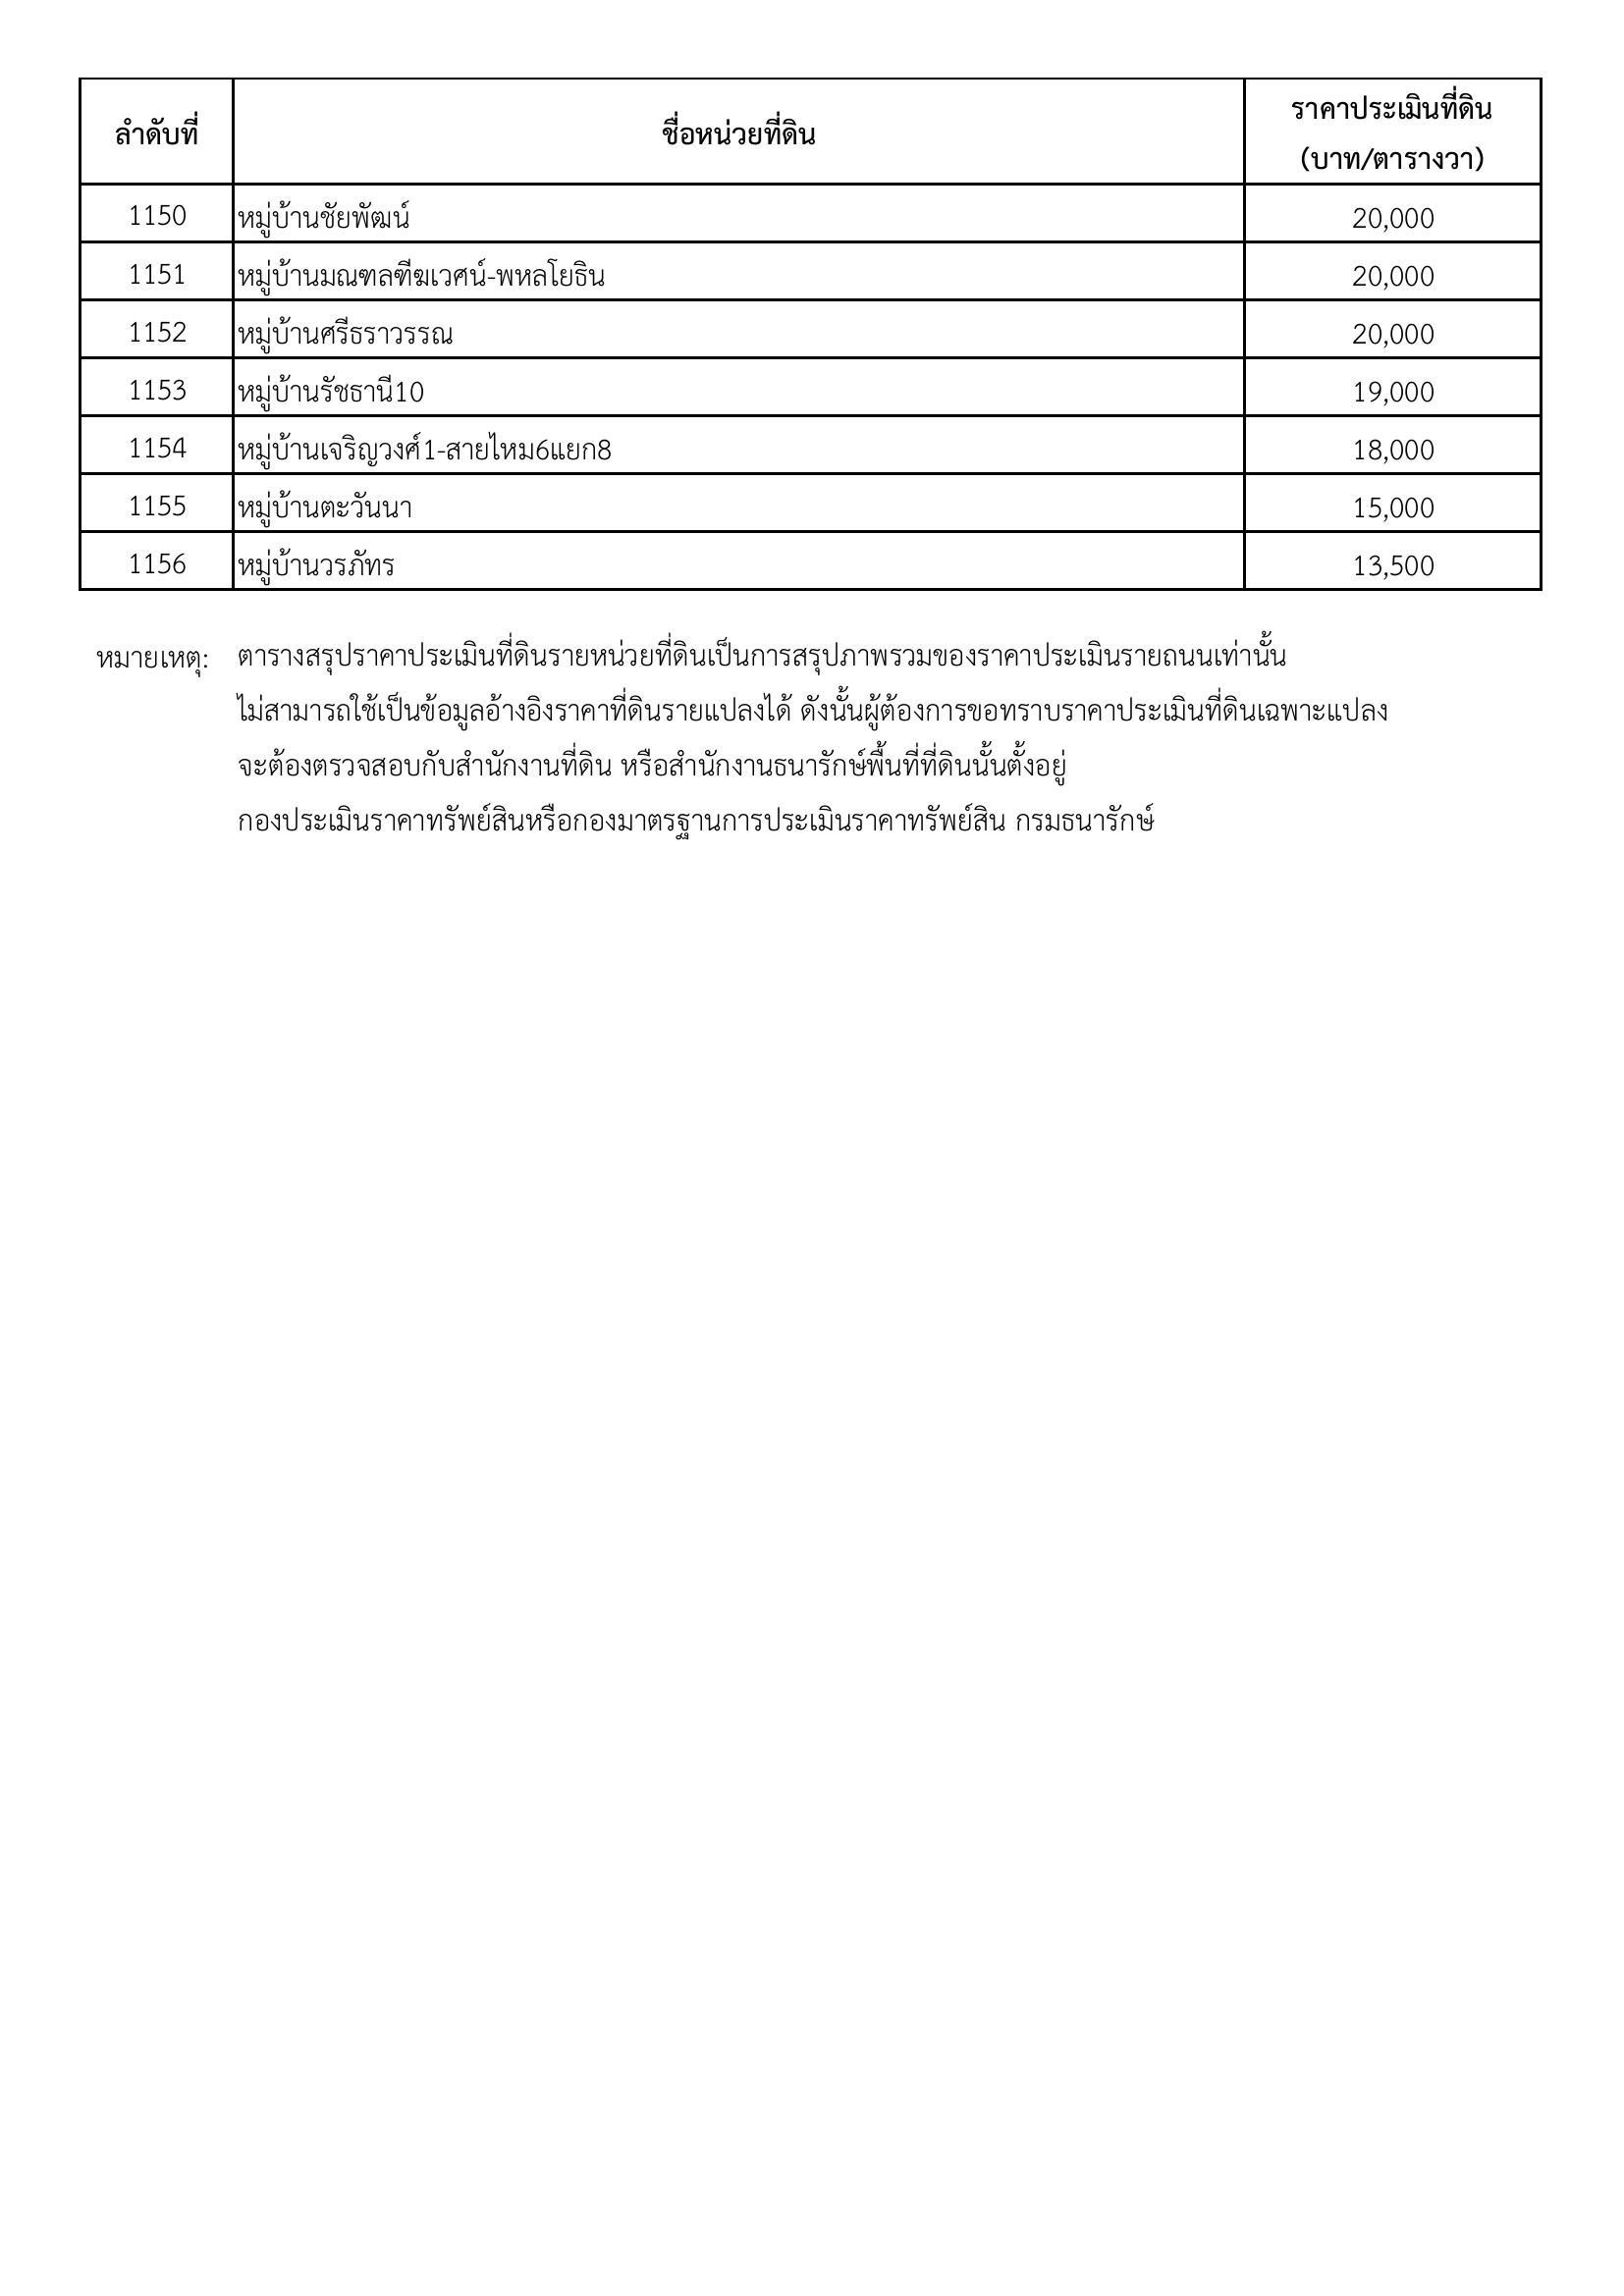 ลำดับที่ ชื่อหน่วยที่ดิน ราคาประเมินที่ดิน
(บาท/ตารางวา)
1150 หมู่บ้านชัยพัฒน์ 20,000
1151 หมู่บ้านมณฑลฑีฆเวศน์-พหลโยธิน 20,000
1152 หมู่บ้านศรีธราวรรณ 20,000
1153 หมู่บ้านรัชธานี10 19,000
1154 หมู่บ้านเจริญวงศ์1-สายไหม6แยก8 18,000
1155 หมู่บ้านตะวันนา 15,000
1156 หมู่บ้านวรภัทร 13,500
หมายเหตุ: ตารางสรุปราคาประเมินที่ดินรายหน่วยที่ดินเป็นการสรุปภาพรวมของราคาประเมินรายถนนเท่านั้น
ไม่สามารถใช้เป็นข้อมูลอ้างอิงราคาที่ดินรายแปลงได้ ดังนั้นผู้ต้องการขอทราบราคาประเมินที่ดินเฉพาะแปลง
จะต้องตรวจสอบกับสำนักงานที่ดิน หรือสำนักงานธนารักษ์พื้นที่ที่ดินนั้นตั้งอยู่
กองประเมินราคาทรัพย์สินหรือกองมาตรฐานการประเมินราคาทรัพย์สิน กรมธนารักษ์